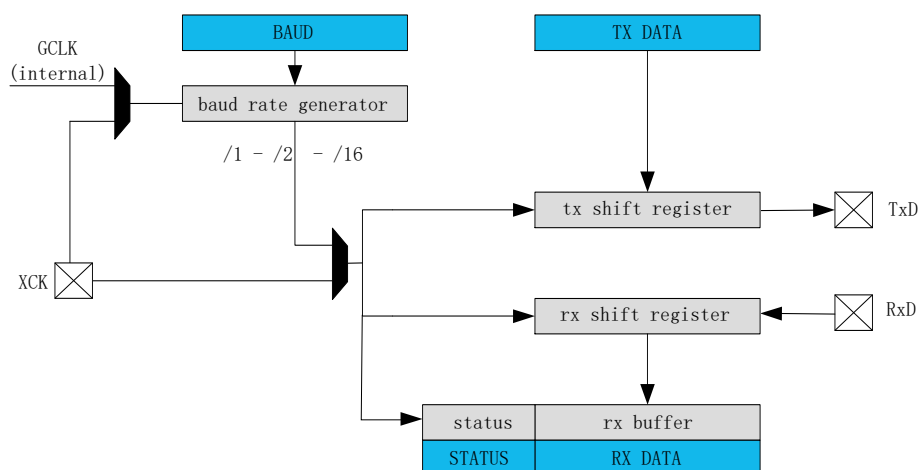 BAUD
TX DATA
GCLK
(internal)
baud rate generator
/1 - /2 - /16
tx shift register
TxD
XCK
rx shift register
RxD
status
rx buffer
STATUS
RX DATA